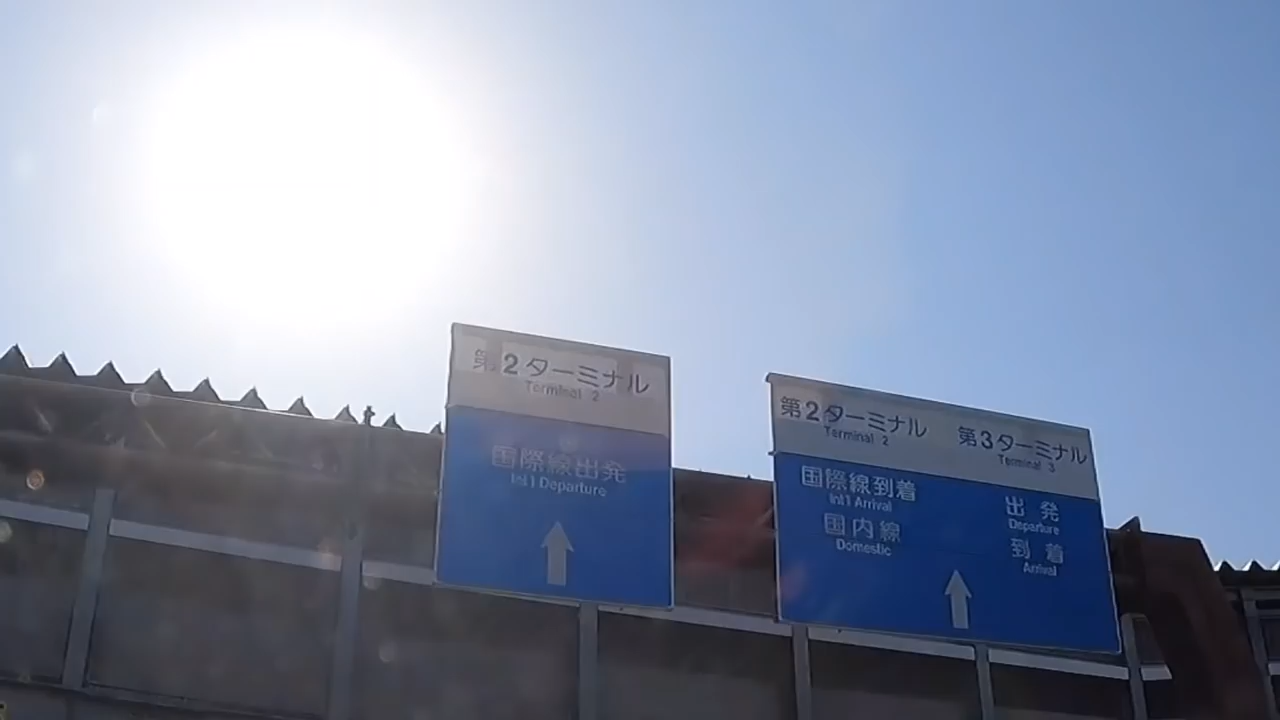 第2ターミナル
Terminal 2
国際線出発
Int'l Departure
第2ターミナル
Terminal 2
第3ターミナル
Terminal 3
国際線到着
Int'l Arrival
国内線
Domestic
出発
Departure
到着
Arrival